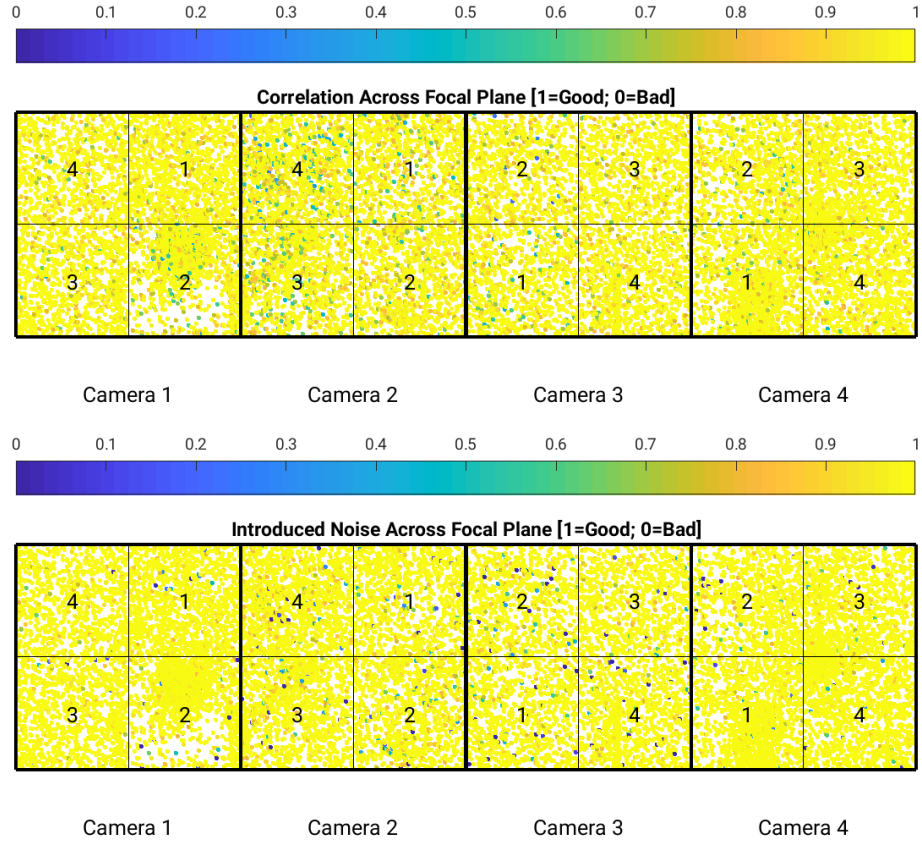 0 0.1 0.2 0.3 0.4 0.5 0.6 0.7 0.8 0.9 1
Correlation Across Focal Plane [1=Good; 0=Bad]
4 1 4 1 2 3 2 3
3 2 3 2 1 4 1 4
Camera 1 Camera 2 Camera 3 Camera 4
0 0.1 0.2 0.3 0.4 0.5 0.6 0.7 0.8 0.9 1
Introduced Noise Across Focal Plane [1=Good; 0=Bad]
4 1 4 1 2 3 2 3
3 2 3 2 1 4 1 4
Camera 1 Camera 2 Camera 3 Camera 4